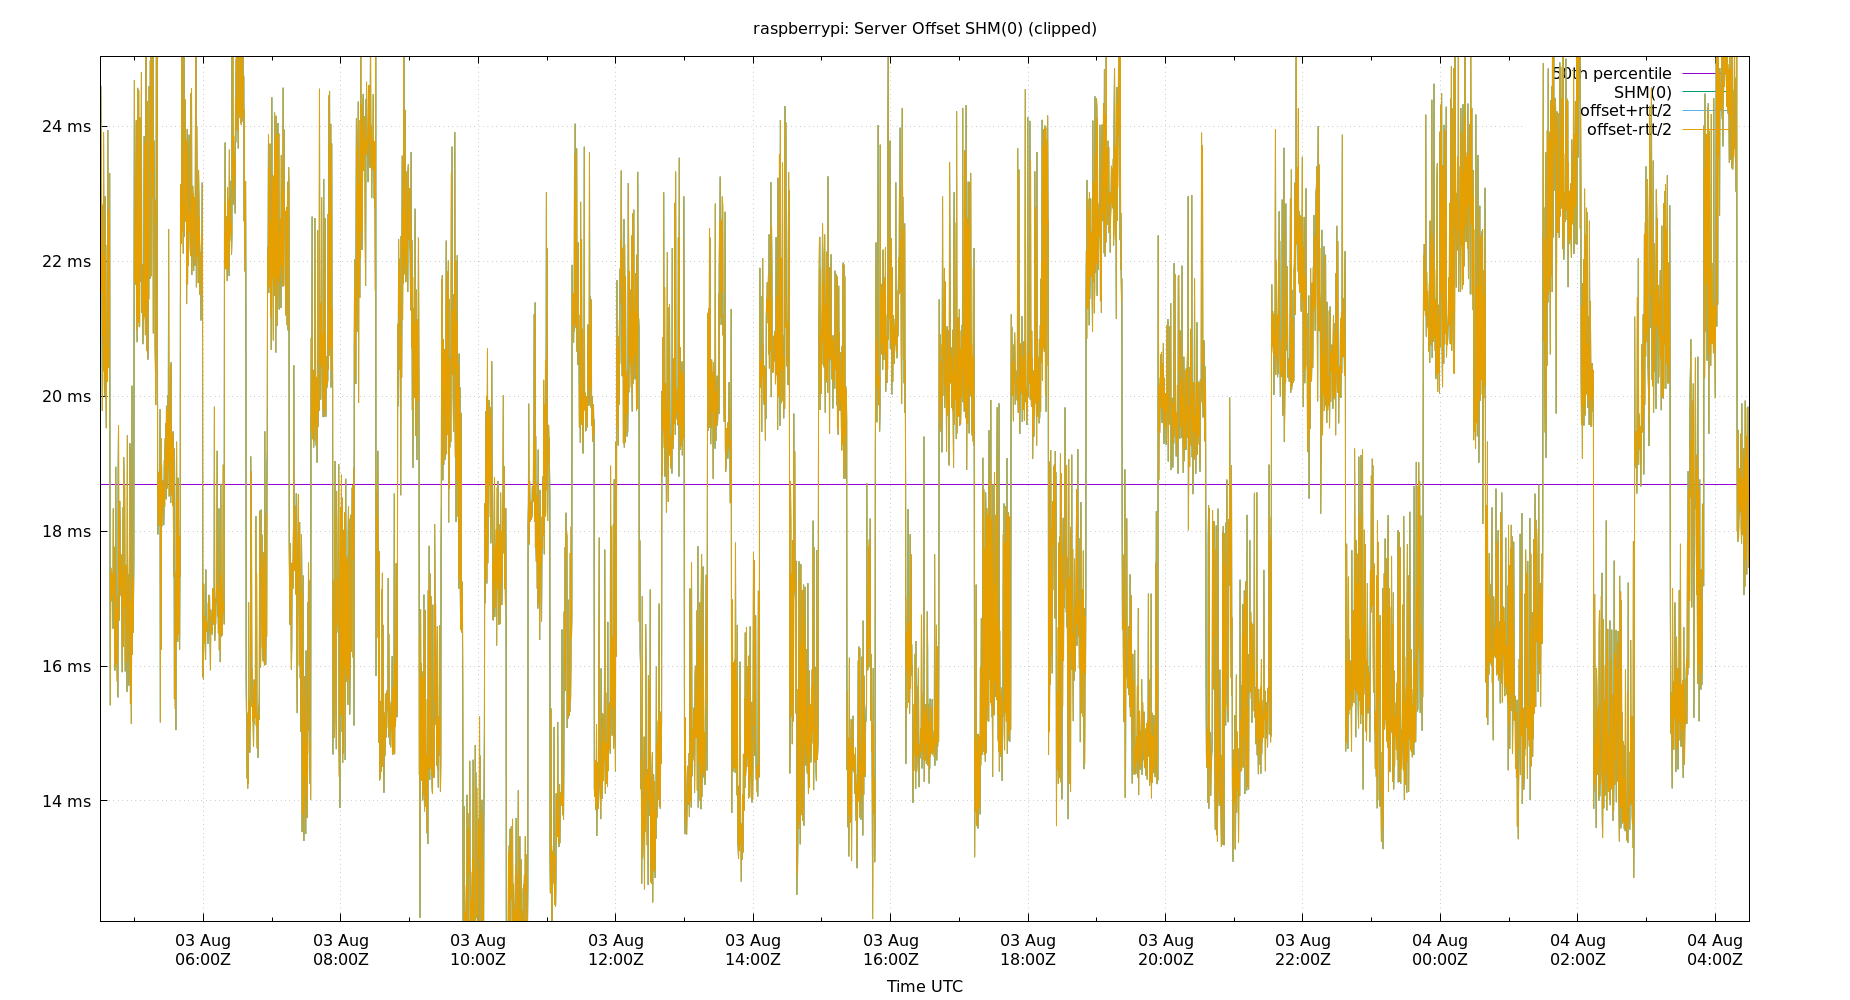 raspberrypi: Server Offset SHM(0) (clipped)
50th percentile
SHM(0)
offset+rtt/2
offset-rtt/2
24 ms
22 ms
20 ms
18 ms
16 ms
14 ms
03 Aug 03 Aug 03 Aug 03 Aug 03 Aug 03 Aug 03 Aug 03 Aug 03 Aug 04 Aug 04 Aug 04 Aug
06:00Z 08:00Z 10:00Z 12:00Z 14:00Z 16:00Z 18:00Z 20:00Z 22:00Z 00:00Z 02:00Z 04:00Z
Time UTC